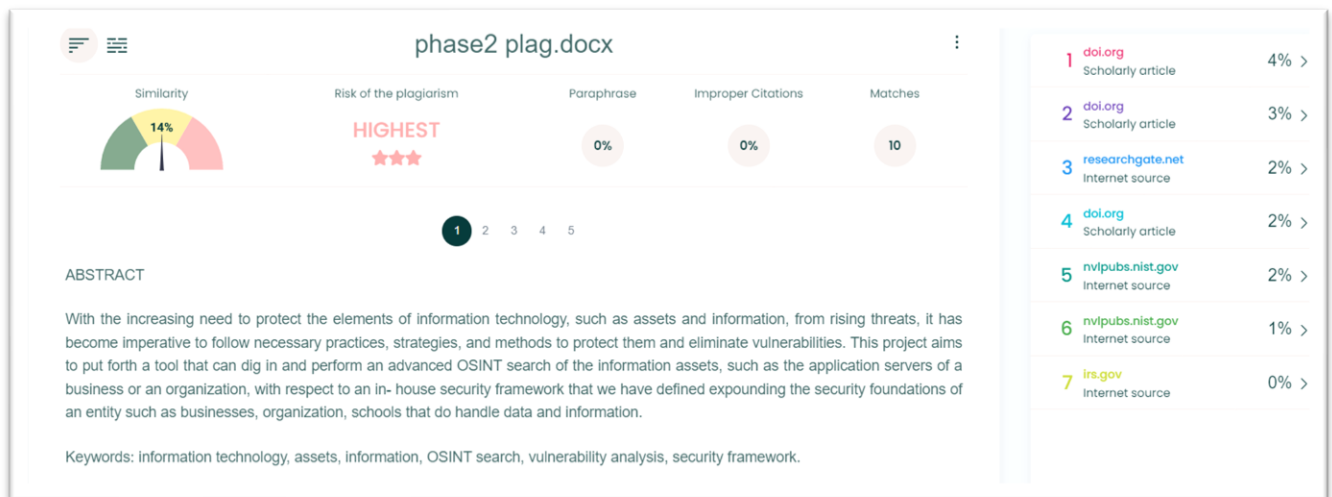 phase2 plag.docx
Similarity
14%
Risk of the plagiarism
HIGHEST
Paraphrase
0%
Improper Citations
0%
Matches
10
1 2 3 4 5
ABSTRACT
With the increasing need to protect the elements of information technology, such as assets and information, from rising threats, it has
become imperative to follow necessary practices, strategies, and methods to protect them and eliminate vulnerabilities. This project aims
to put forth a tool that can dig in and perform an advanced OSINT search of the information assets, such as the application servers of a
business or an organization, with respect to an in- house security framework that we have defined expounding the security foundations of
an entity such as businesses, organization, schools that do handle data and information.
Keywords: information technology, assets, information, OSINT search, vulnerability analysis, security framework.
1 doi.org 4% >
Scholarly article
2 doi.org 3% >
Scholarly article
3 researchgate.net 2% >
Internet source
4 doi.org 2% >
Scholarly article
5 nvlpubs.nist.gov 2% >
Internet source
6 nvlpubs.nist.gov 1% >
Internet source
7 irs.gov 0% >
Internet source